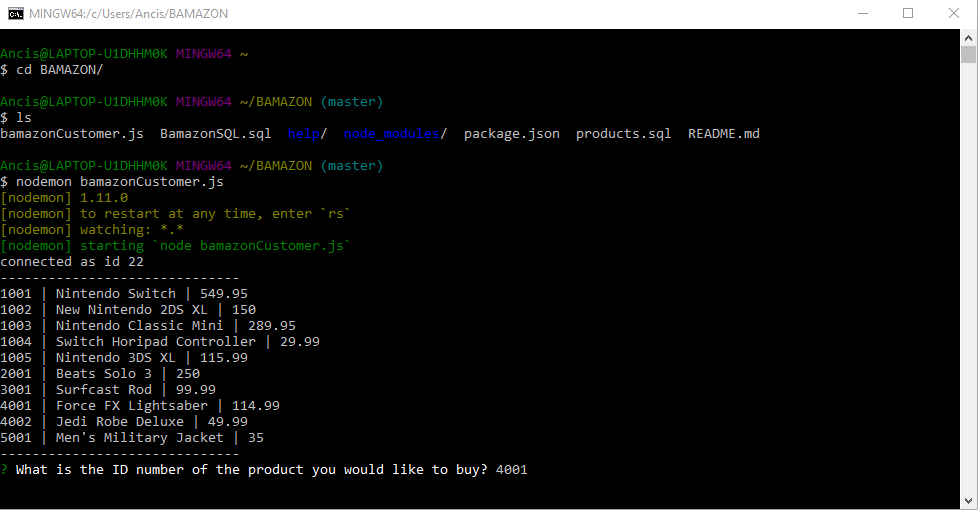 MINGW64:/c/Users/Ancis/BAMAZON
Ancis@LAPTOP-U1DHHM0K MINGW64 ~
$ cd BAMAZON/
Ancis@LAPTOP-U1DHHM0K MINGW64 ~/BAMAZON (master)
$ ls
bamazonCustomer.js  BamazonSQL.sql  help/  node_modules/  package.json  products.sql  README.md
Ancis@LAPTOP-U1DHHM0K MINGW64 ~/BAMAZON (master)
$ nodemon bamazonCustomer.js
[nodemon] 1.11.0
[nodemon] to restart at any time, enter `rs`
[nodemon] watching: *.*
[nodemon] starting `node bamazonCustomer.js`
connected as id 22
------------------------------
1001 | Nintendo Switch | 549.95
1002 | New Nintendo 2DS XL | 150
1003 | Nintendo Classic Mini | 289.95
1004 | Switch Horipad Controller | 29.99
1005 | Nintendo 3DS XL | 115.99
2001 | Beats Solo 3 | 250
3001 | Surfcast Rod | 99.99
4001 | Force FX Lightsaber | 114.99
4002 | Jedi Robe Deluxe | 49.99
5001 | Men's Military Jacket | 35
------------------------------
? What is the ID number of the product you would like to buy? 4001